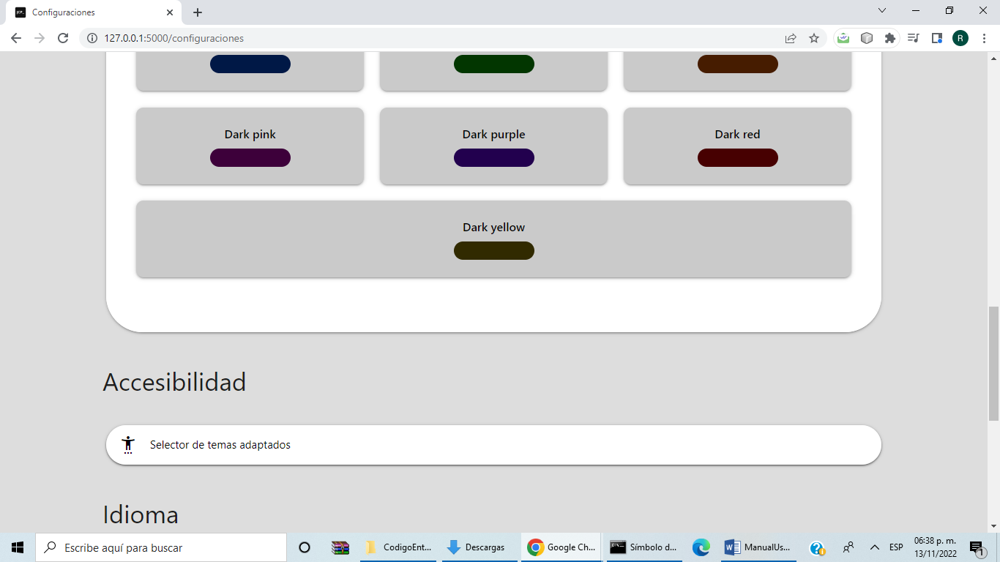 Configuraciones
127.0.0.1:5000/configuraciones
R
Dark pink
Dark purple
Dark red
Dark yellow
Accesibilidad
Selector de temas adaptados
Idioma
Escribe aquí para buscar
CodigoEnt...
Descargas
Google Ch...
Símbolo d...
ManualUs...
ESP
06:38 p. m.
13/11/2022
1